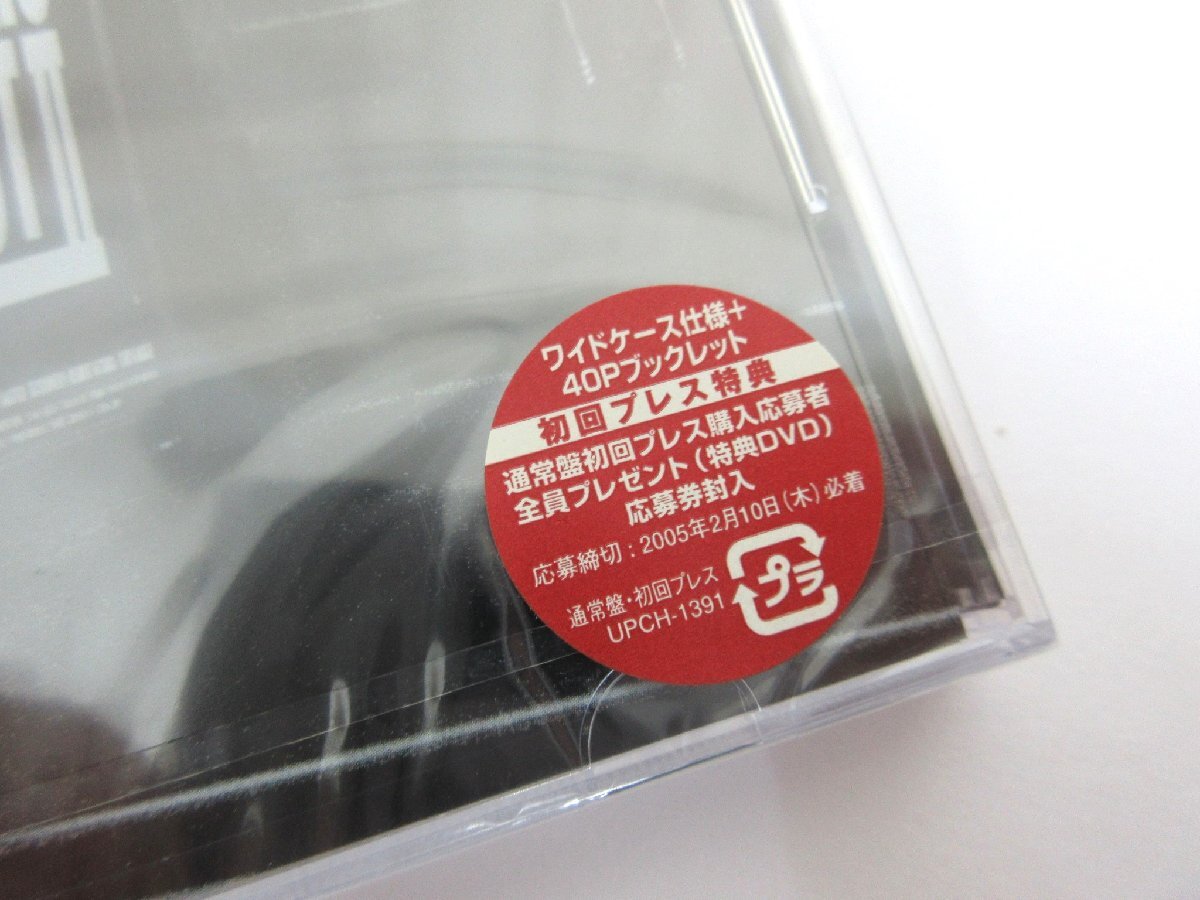 ワイドケース仕様+
40Pブックレット
初回プレス特典
通常盤初回プレス購入応募者
全員プレゼント(特典DVD)
応募券封入
応募締切:2005年2月10日(木)必着
通常盤・初回プレス
UPCH-1391
プラ